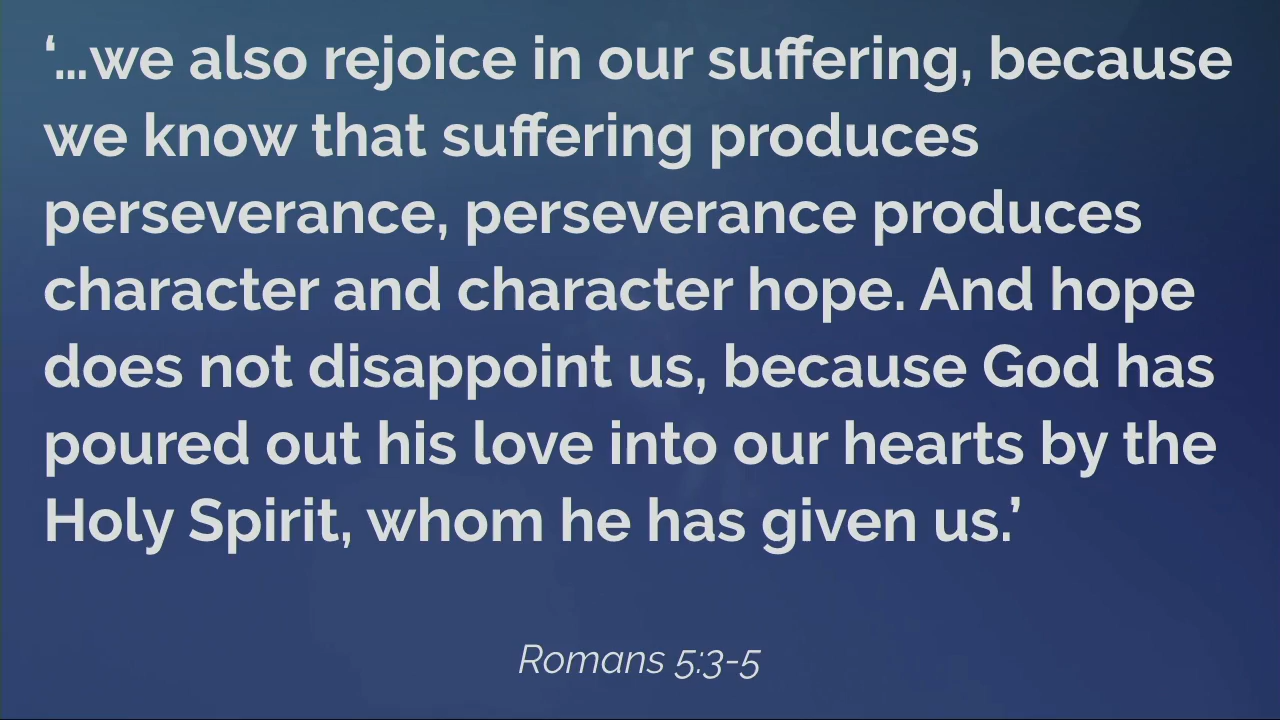 ‘…we also rejoice in our suffering, because
we know that suffering produces
perseverance, perseverance produces
character and character hope. And hope
does not disappoint us, because God has
poured out his love into our hearts by the
Holy Spirit, whom he has given us.’
Romans 5:3-5